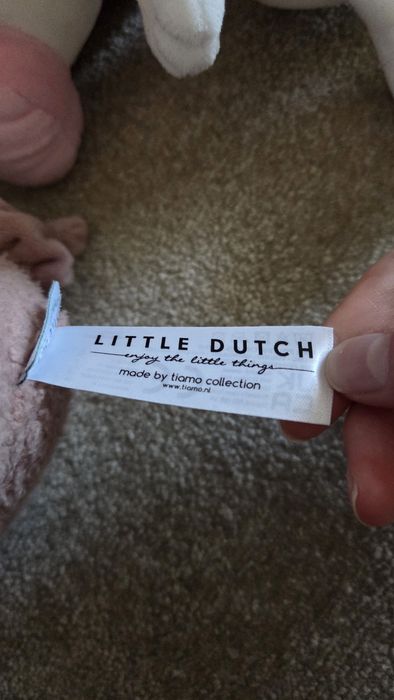 LITTLE DUTCH
enjoy the little things
made by tiamo collection
www.tiamo.nl